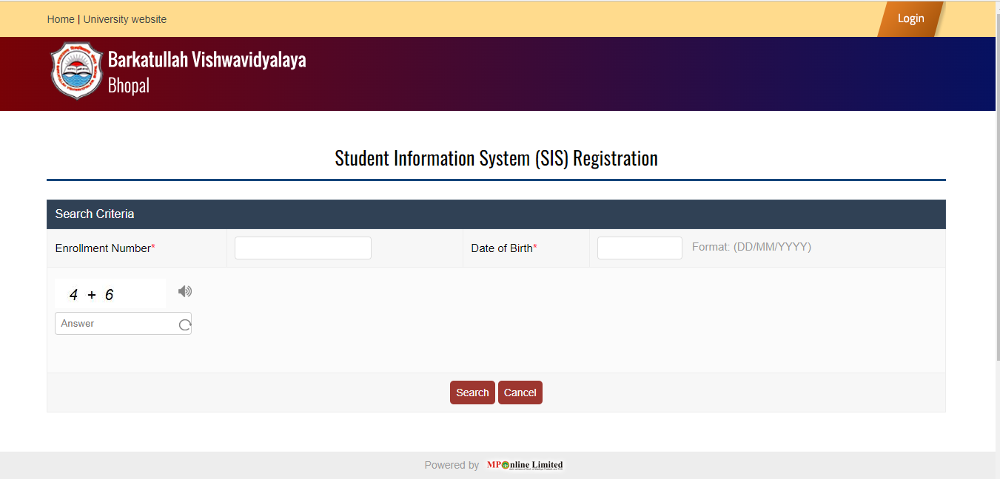 Home | University website
Login
Barkatullah Vishwavidyalaya
Bhopal
Student Information System (SIS) Registration
Search Criteria
Enrollment Number*
Date of Birth*
Format: (DD/MM/YYYY)
4 + 6
Answer
Search
Cancel
Powered by MPOnline Limited